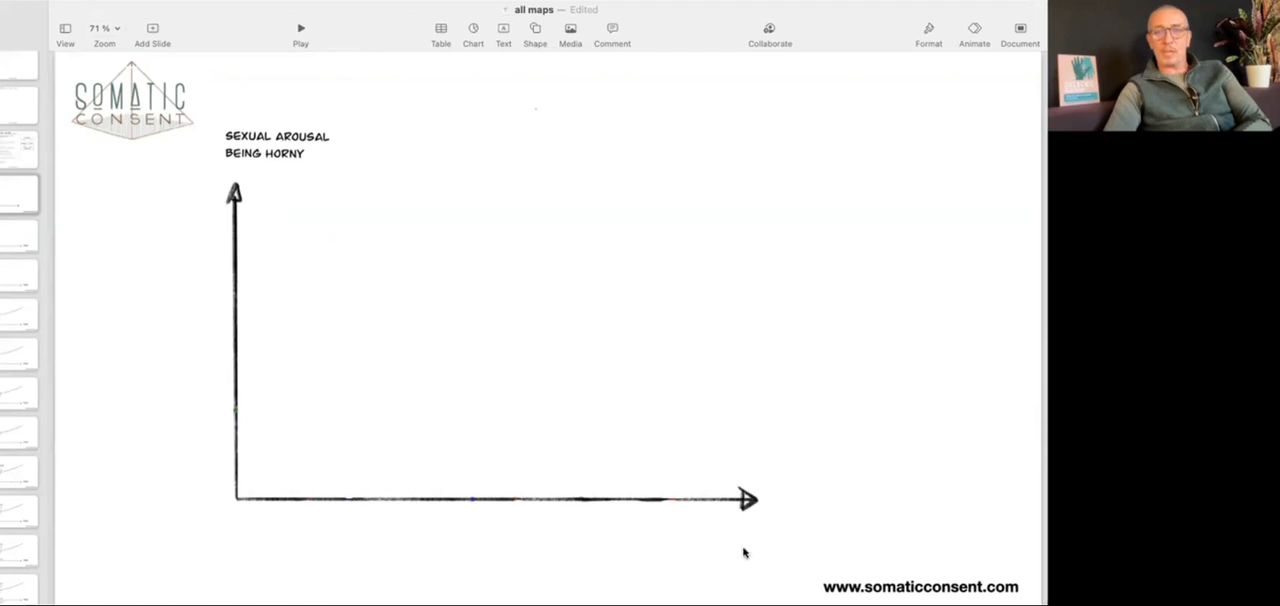 all maps — Edited
71 %
View
Zoom
Add Slide
Play
Table
Chart
Text
Shape
Media
Comment
Collaborate
Format
Animate
Document
SOMATIC
CONSENT
SEXUAL AROUSAL
BEING HORNY
www.somaticconsent.com